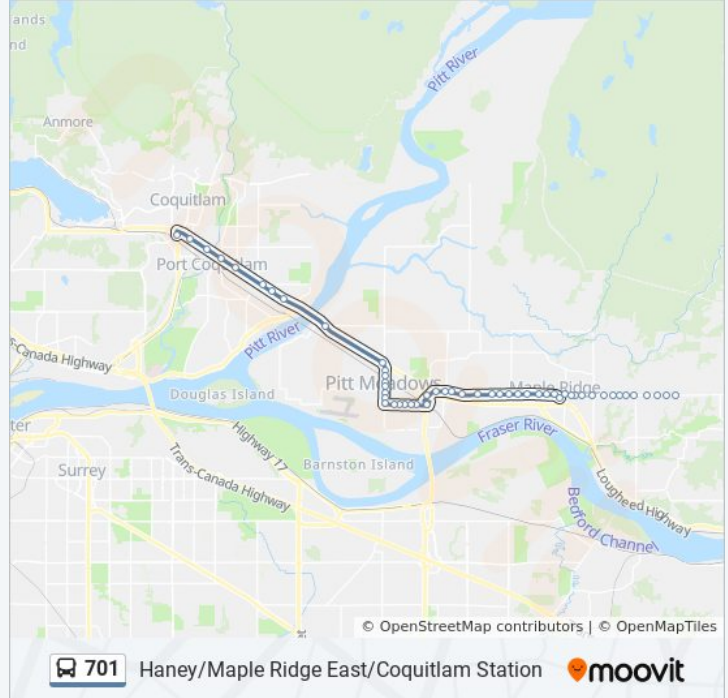 ands
nd
Anmore
Pitt River
Coquitlam
Port Coquitlam
s-Canada Highway
Pitt River
Pitt Meadows
Maple Ridge
Douglas Island
ter
Highway 17
Fraser River
Surrey
Trans-Canada Highway
Barnston Island
Lougheed Highway
Bedford Channel
© OpenStreetMap contributors | © OpenMapTiles
701 Haney/Maple Ridge East/Coquitlam Station moovit